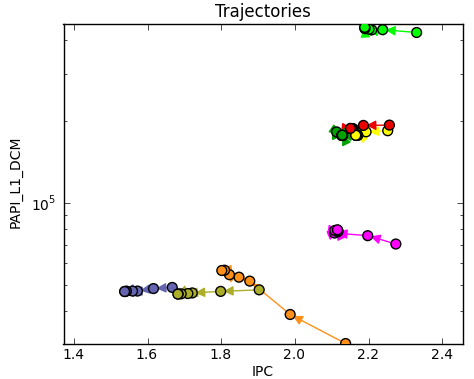 Trajectories
PAPI_L1_DCM
10^5
1.4 1.6 1.8 2.0 2.2 2.4
IPC